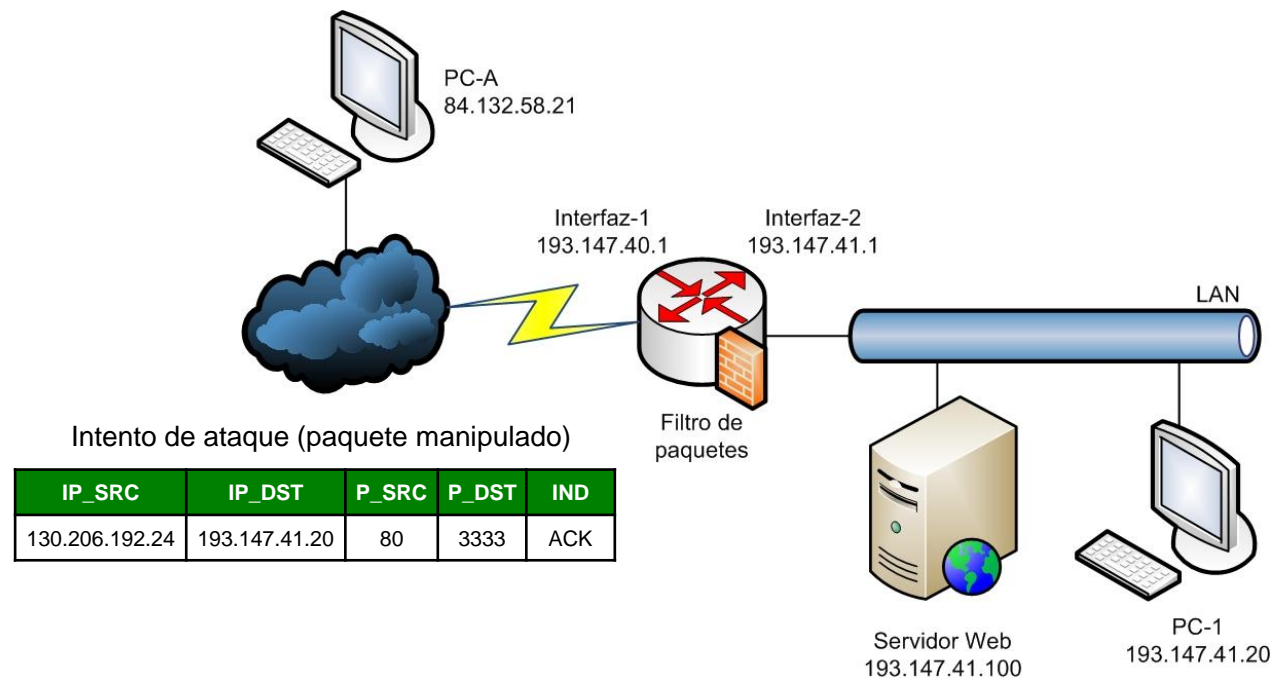 PC-A
84.132.58.21
Interfaz-1
193.147.40.1
Interfaz-2
193.147.41.1
LAN
Filtro de
paquetes
Intento de ataque (paquete manipulado)
IP_SRC IP_DST P_SRC P_DST IND
130.206.192.24 193.147.41.20 80 3333 ACK
Servidor Web
193.147.41.100
PC-1
193.147.41.20